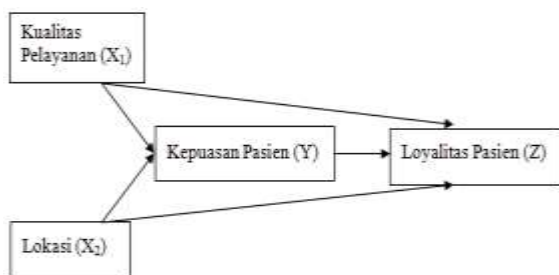 Kualitas
Pelayanan (X₁)
Kepuasan Pasien (Y)
Loyalitas Pasien (Z)
Lokasi (X₂)